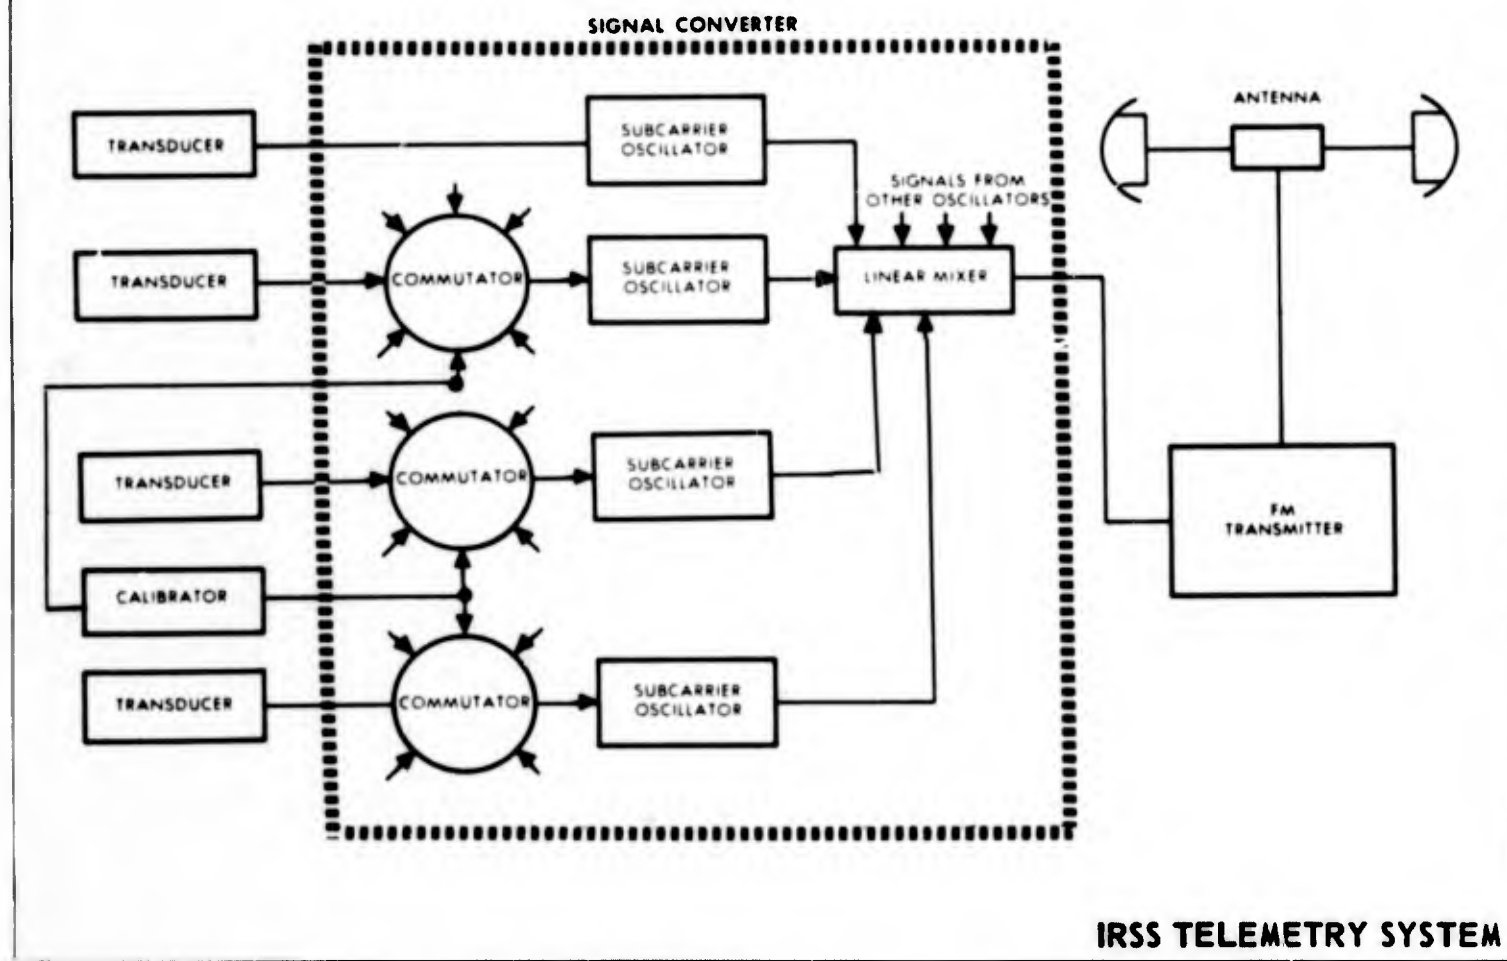 SIGNAL CONVERTER
ANTENNA
TRANSDUCER
SUBCARRIER
OSCILLATOR
SIGNALS FROM
OTHER OSCILLATORS
TRANSDUCER
COMMUTATOR
SUBCARRIER
OSCILLATOR
LINEAR MIXER
TRANSDUCER
COMMUTATOR
SUBCARRIER
OSCILLATOR
FM
TRANSMITTER
CALIBRATOR
TRANSDUCER
COMMUTATOR
SUBCARRIER
OSCILLATOR
IRSS TELEMETRY SYSTEM